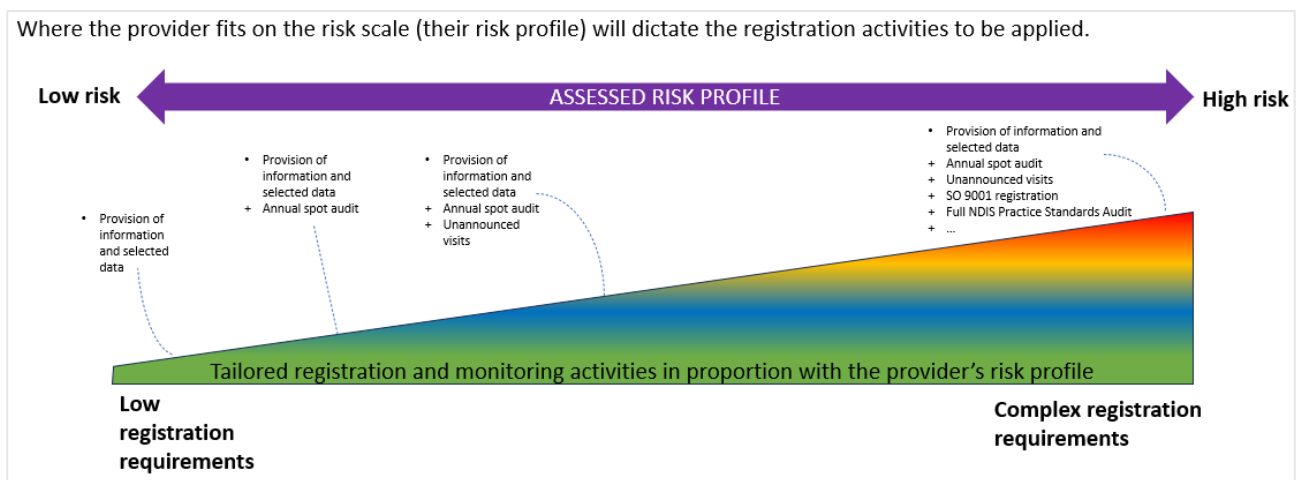 Where the provider fits on the risk scale (their risk profile) will dictate the registration activities to be applied.
Low risk
ASSESSED RISK PROFILE
High risk
• Provision of
information
and selected
data
• Provision of
information and
selected data
+ Annual spot audit
• Provision of
information and
selected data
+ Annual spot audit
+ Unannounced
visits
• Provision of information and
selected data
+ Annual spot audit
+ Unannounced visits
+ SO 9001 registration
+ Full NDIS Practice Standards Audit
+ ...
Tailored registration and monitoring activities in proportion with the provider’s risk profile
Low
registration
requirements
Complex registration
requirements